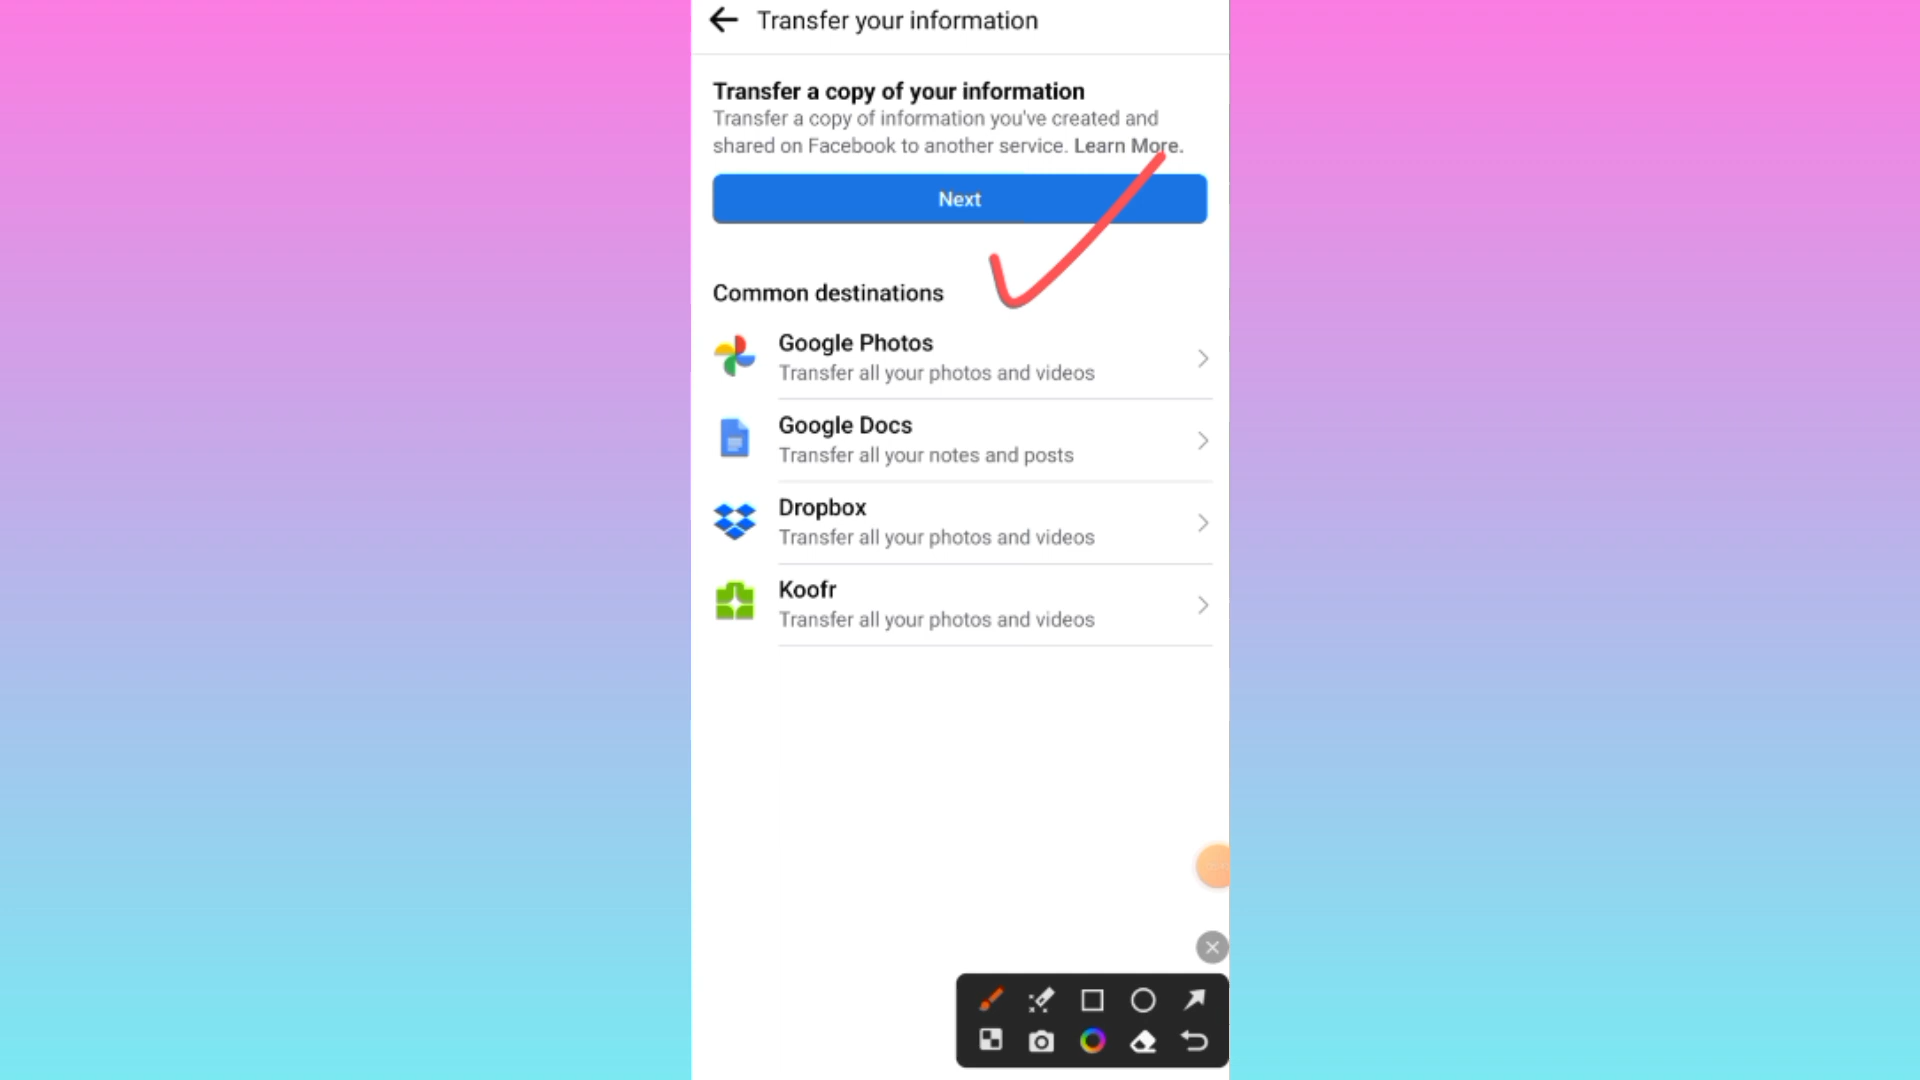 Transfer your information
Transfer a copy of your information
Transfer a copy of information you've created and
shared on Facebook to another service. Learn More.
Next
Common destinations
Google Photos
Transfer all your photos and videos
Google Docs
Transfer all your notes and posts
Dropbox
Transfer all your photos and videos
Koofr
Transfer all your photos and videos